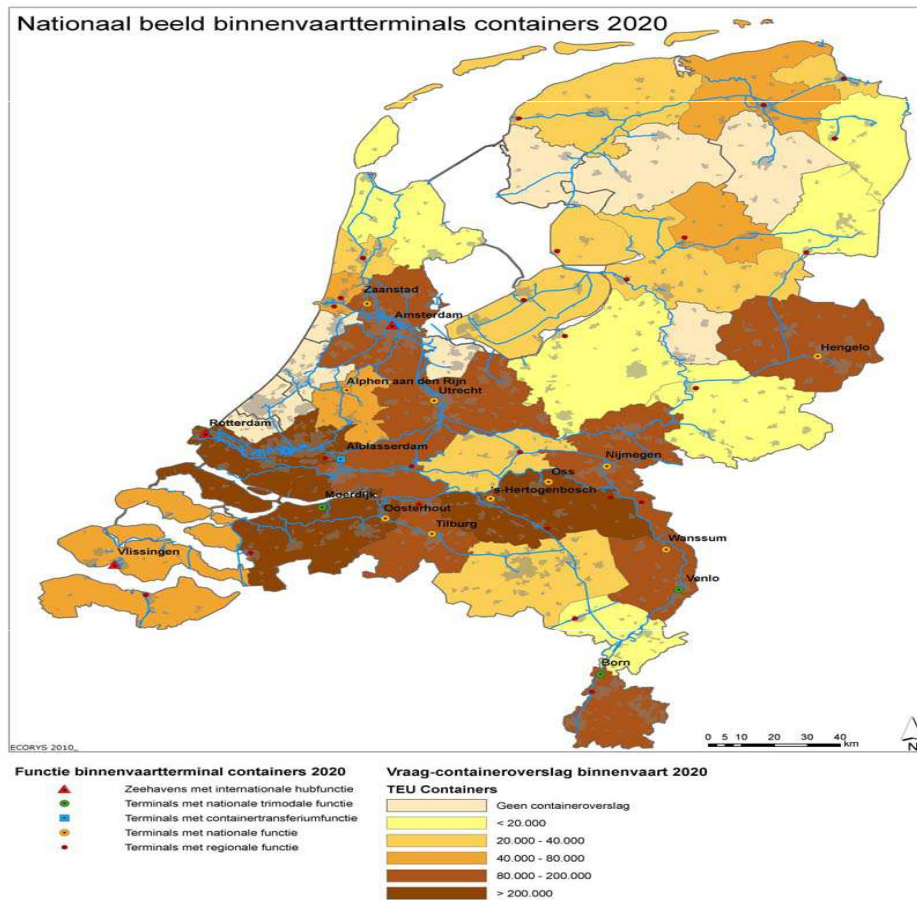 Nationaal beeld binnenvaartterminals containers 2020
Zaanstad
Amsterdam
Hengelo
Alphen aan den Rijn
Utrecht
Rotterdam
Alblasserdam
Nijmegen
Oss
's-Hertogenbosch
Moerdijk
Oosterhout
Tilburg
Wanssum
Vlissingen
Venlo
Born
0 5 10 20 30 40
km
N
ECORYS 2010_
Functie binnenvaartterminal containers 2020
Zeehavens met internationale hubfunctie
Terminals met nationale trimodale functie
Terminals met containertransferiumfunctie
Terminals met nationale functie
Terminals met regionale functie
Vraag-containeroverslag binnenvaart 2020
TEU Containers
Geen containeroverslag
< 20.000
20.000 - 40.000
40.000 - 80.000
80.000 - 200.000
> 200.000